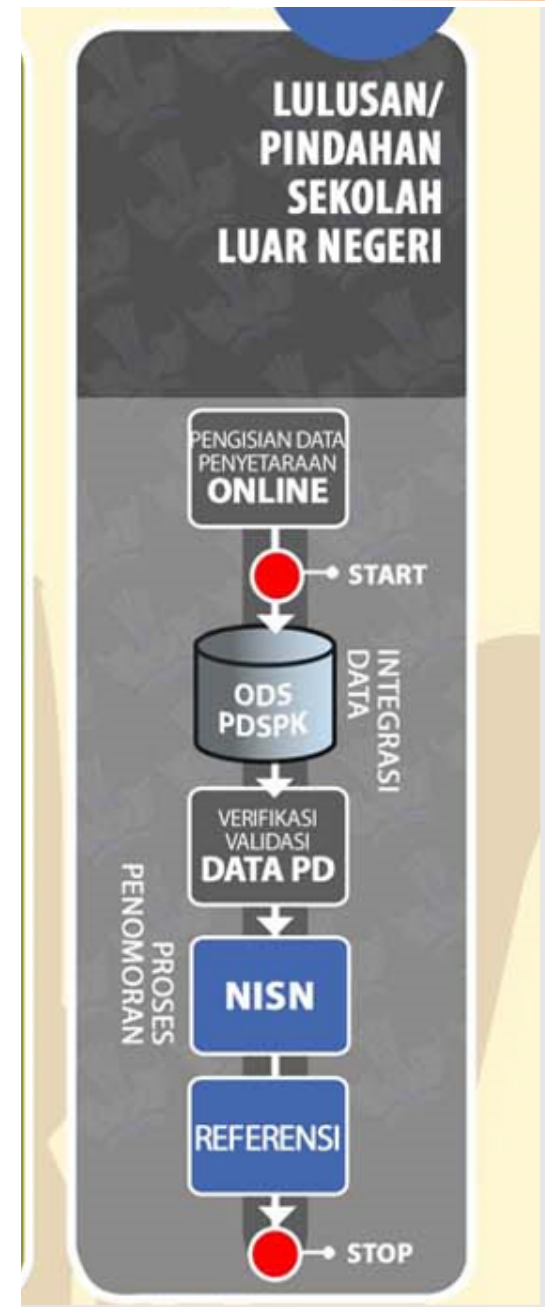 LULUSAN/
PINDAHAN
SEKOLAH
LUAR NEGERI
PENGISIAN DATA
PENYETARAAN
ONLINE
START
ODS
PDSPK
INTEGRASI
DATA
VERIFIKASI
VALIDASI
DATA PD
PROSES
PENOMORAN
NISN
REFERENSI
STOP